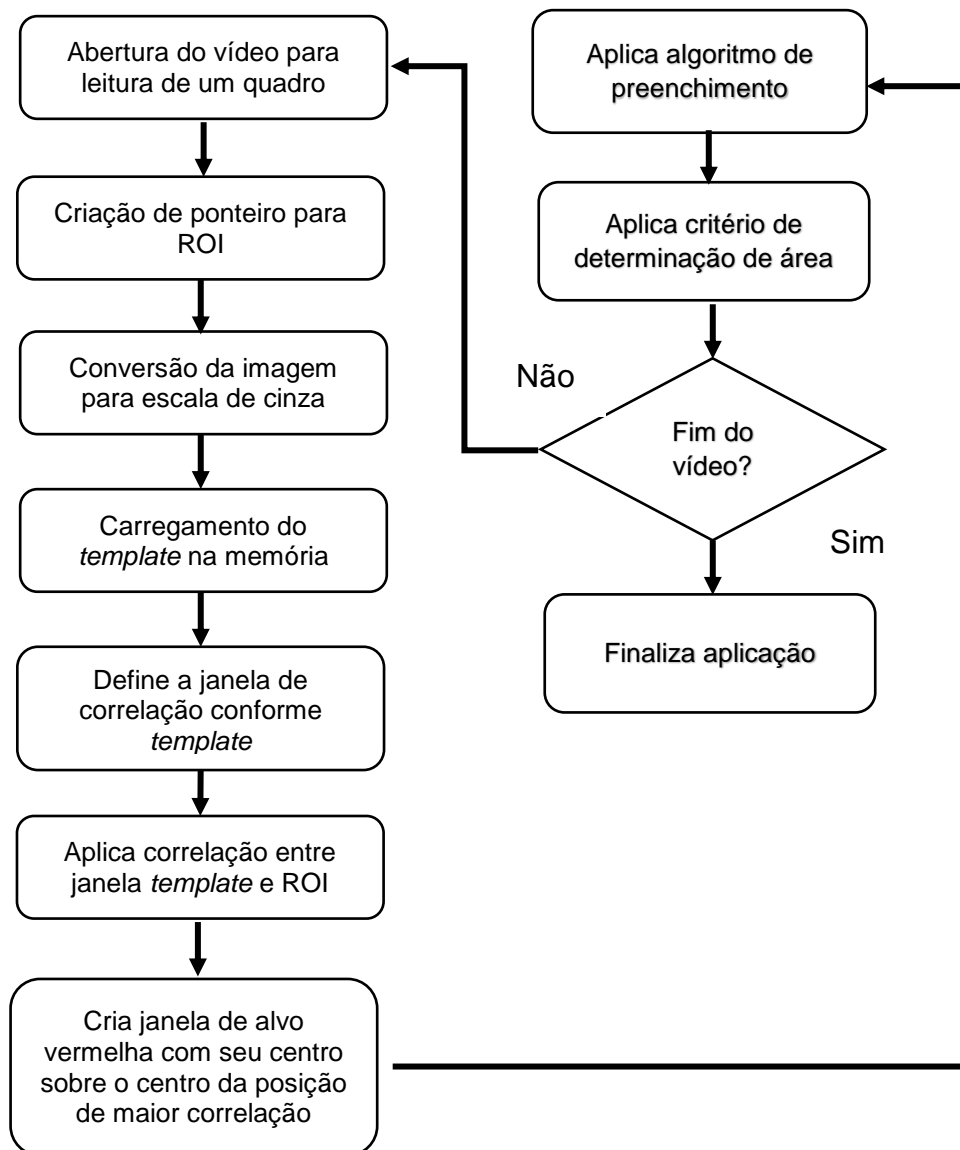 Abertura do vídeo para
leitura de um quadro
Criação de ponteiro para
ROI
Conversão da imagem
para escala de cinza
Carregamento do
template na memória
Define a janela de
correlação conforme
template
Aplica correlação entre
janela template e ROI
Cria janela de alvo
vermelha com seu centro
sobre o centro da posição
de maior correlação
Aplica algoritmo de
preenchimento
Aplica critério de
determinação de área
Não
Fim do
vídeo?
Sim
Finaliza aplicação